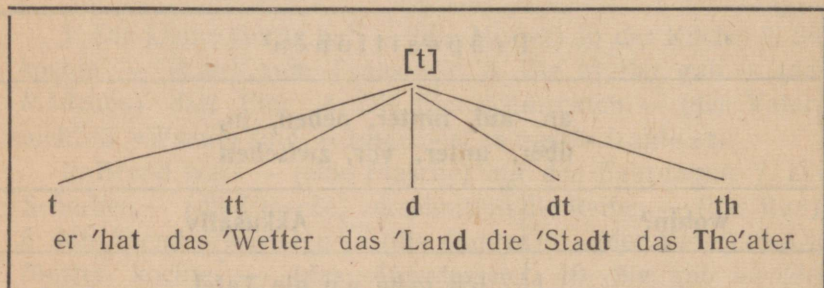 [t]
t tt d dt th
er 'hat das 'Wetter das 'Land die 'Stadt das The'ater